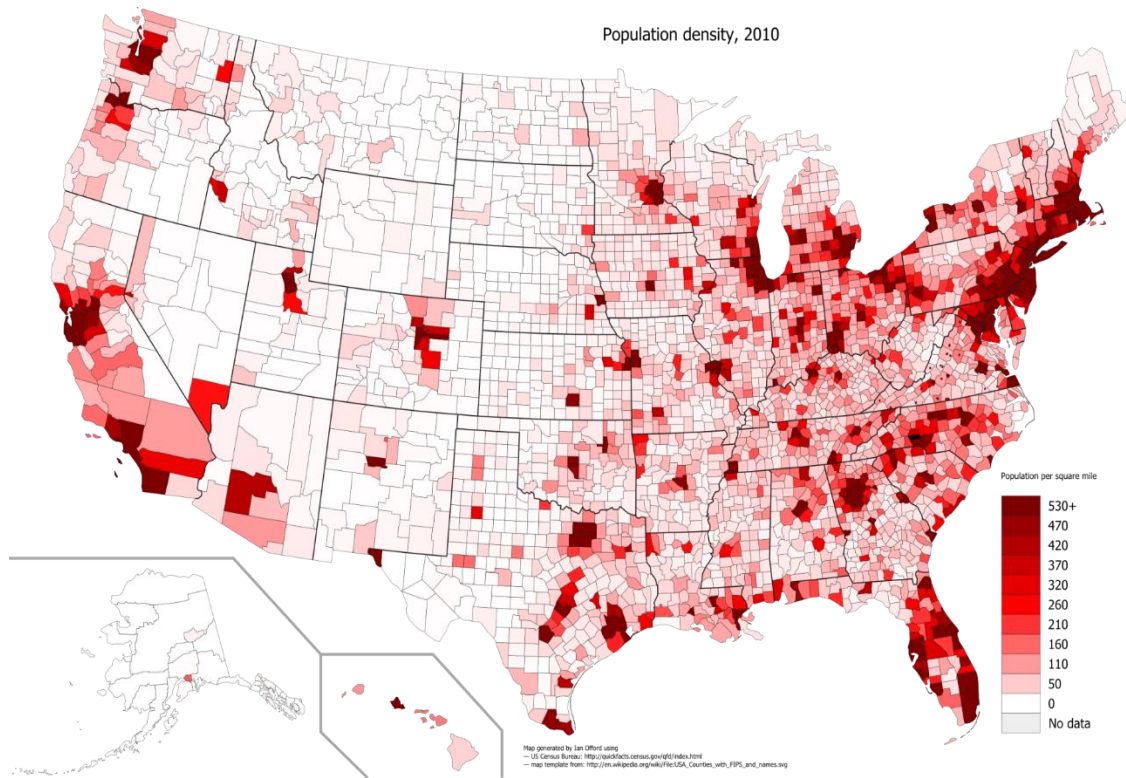 Population density, 2010
Population per square mile
530+
470
420
370
320
260
210
160
110
50
0
No data
Map generated by Ian Offord using
— US Census Bureau: http://quickfacts.census.gov/qfd/index.html
— map template from: http://en.wikipedia.org/wiki/File:USA_Counties_with_FIPS_and_names.svg